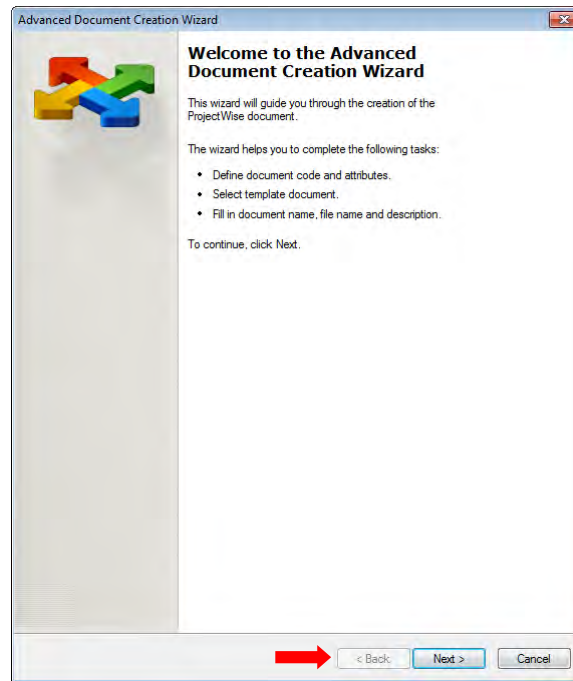 Advanced Document Creation Wizard
Welcome to the Advanced
Document Creation Wizard
This wizard will guide you through the creation of the
ProjectWise document.
The wizard helps you to complete the following tasks:
• Define document code and attributes.
• Select template document.
• Fill in document name, file name and description.
To continue, click Next.
< Back Next > Cancel